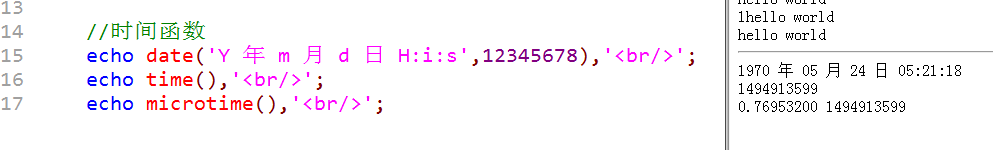 13
14 //时间函数
15 echo date('Y 年 m 月 d 日 H:i:s',12345678),'<br/>';
16 echo time(),'<br/>';
17 echo microtime(),'<br/>';
hello world
1hello world
hello world
1970 年 05 月 24 日 05:21:18
1494913599
0.76953200 1494913599